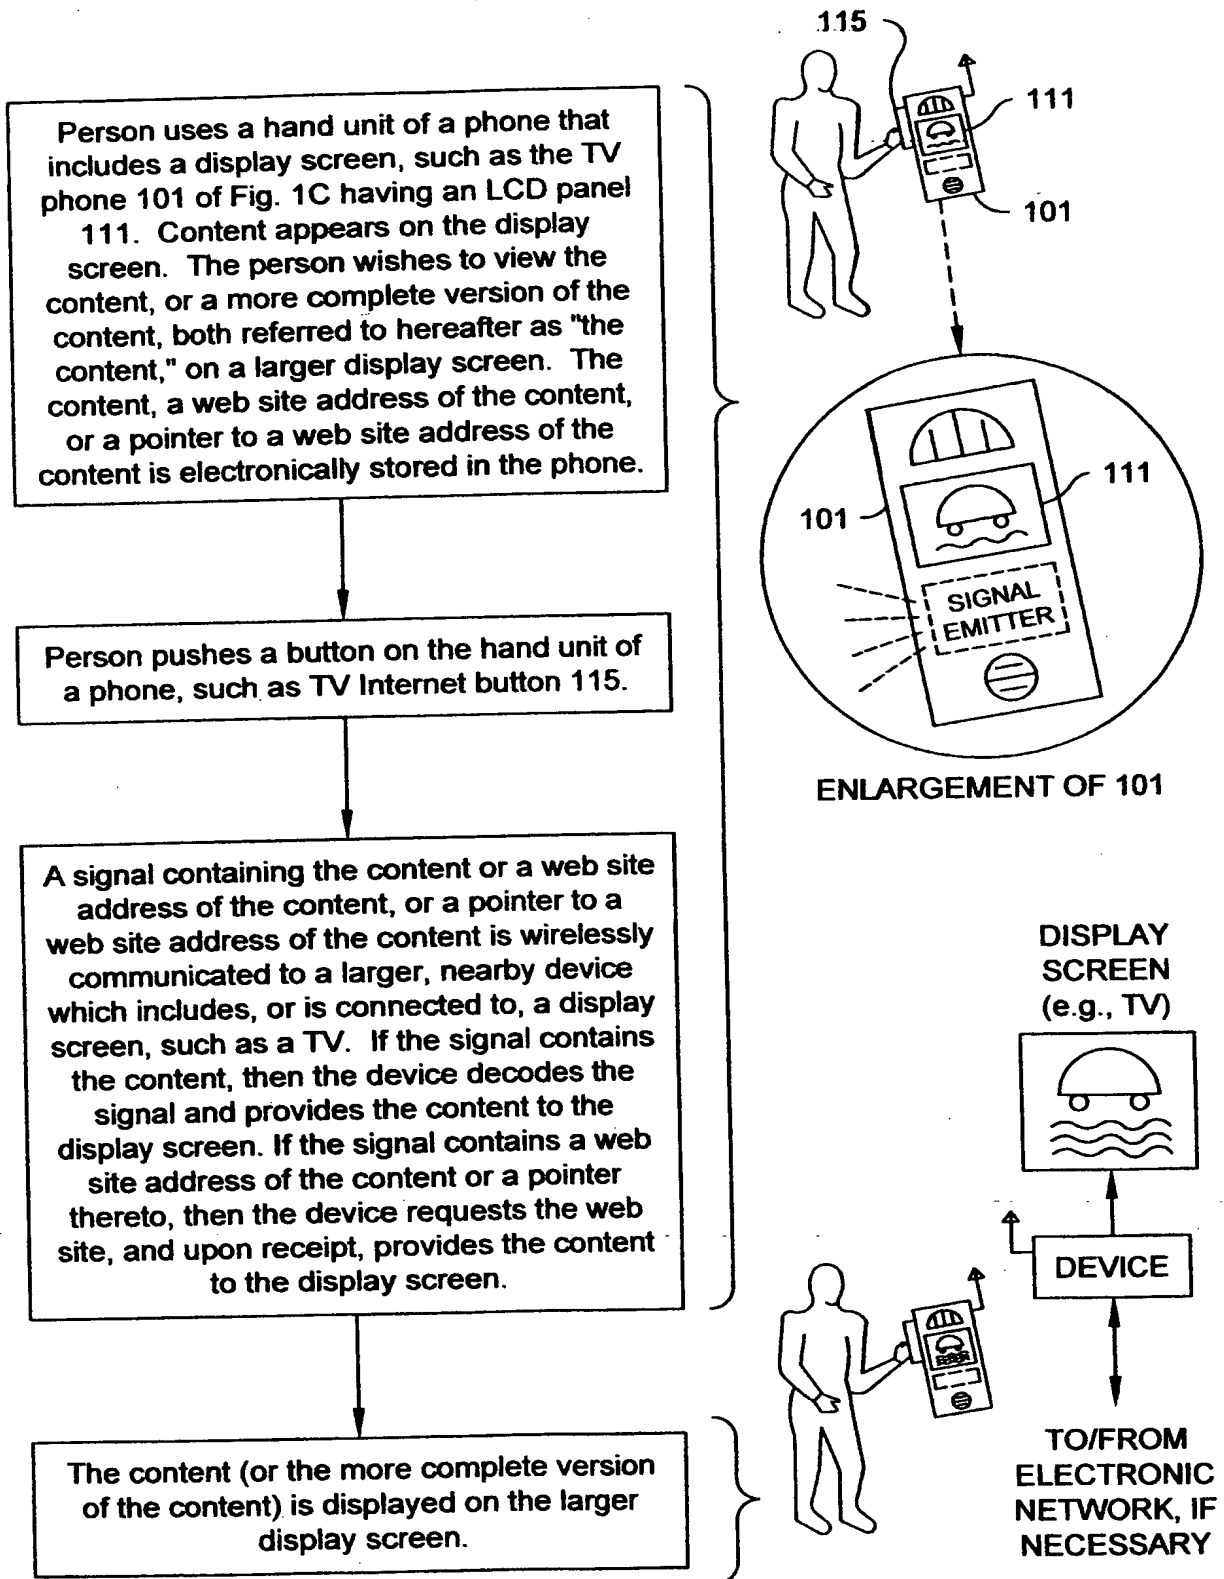 115
111
101
Person uses a hand unit of a phone that
includes a display screen, such as the TV
phone 101 of Fig. 1C having an LCD panel
111.  Content appears on the display
screen.  The person wishes to view the
content, or a more complete version of the
content, both referred to hereafter as "the
content," on a larger display screen.  The
content, a web site address of the content,
or a pointer to a web site address of the
content is electronically stored in the phone.
101
111
SIGNAL
EMITTER
ENLARGEMENT OF 101
Person pushes a button on the hand unit of
a phone, such as TV Internet button 115.
A signal containing the content or a web site
address of the content, or a pointer to a
web site address of the content is wirelessly
communicated to a larger, nearby device
which includes, or is connected to, a display
screen, such as a TV.  If the signal contains
the content, then the device decodes the
signal and provides the content to the
display screen. If the signal contains a web
site address of the content or a pointer
thereto, then the device requests the web
site, and upon receipt, provides the content
to the display screen.
DISPLAY
SCREEN
(e.g., TV)
DEVICE
TO/FROM
ELECTRONIC
NETWORK, IF
NECESSARY
The content (or the more complete version
of the content) is displayed on the larger
display screen.